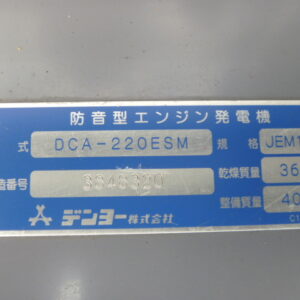 防音型エンジン発電機
式 DCA-220ESM 規格 JEM1
造番号 3848320 乾燥質量 36
デンヨー株式会社 整備質量 40